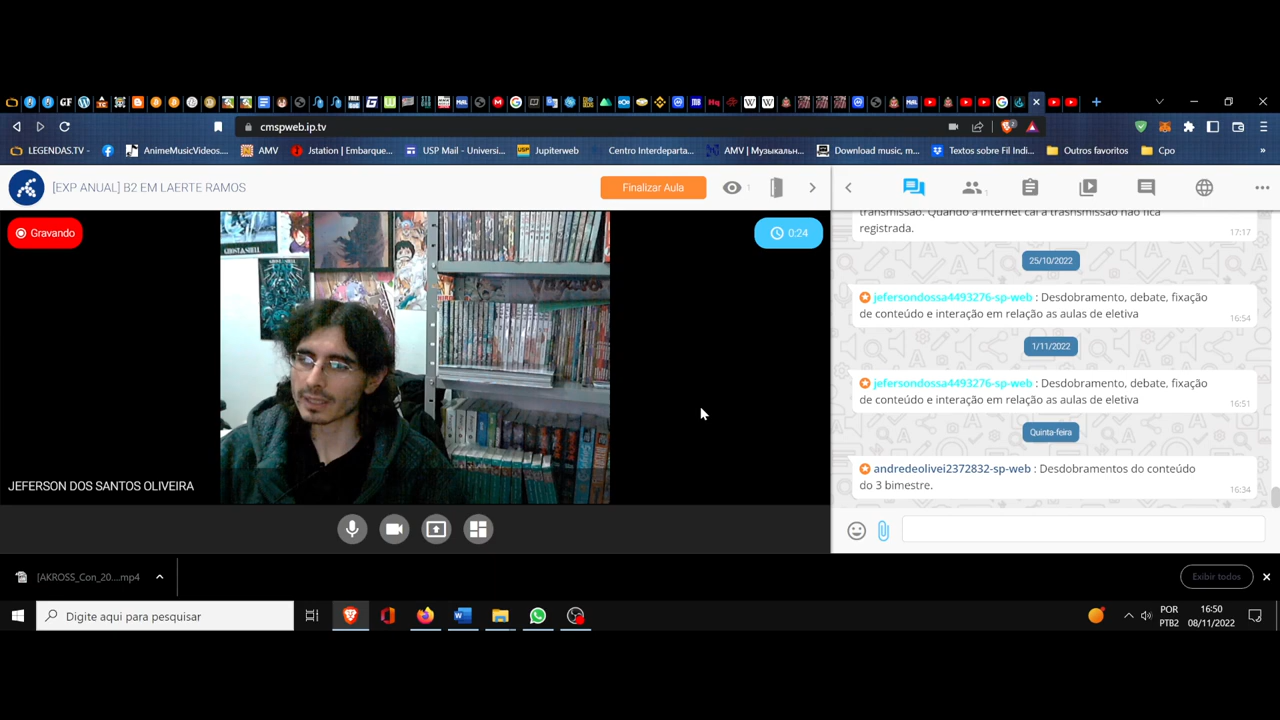 cmspweb.ip.tv
2
LEGENDAS.TV -
AnimeMusicVideos...
AMV
Jstation | Embarque...
USP Mail - Universi...
Jupiterweb
Centro Interdeparta...
AMV | Музыкальн...
Download music, m...
Textos sobre Fil Indi...
Outros favoritos
Cpo
»
[EXP ANUAL] B2 EM LAERTE RAMOS
Finalizar Aula
1
1
Gravando
0:24
JEFERSON DOS SANTOS OLIVEIRA
transmissão. Quando a internet cai a trasnsmissão não fica
registrada.
17:17
25/10/2022
jefersondossa4493276-sp-web : Desdobramento, debate, fixação
de conteúdo e interação em relação as aulas de eletiva
16:54
1/11/2022
jefersondossa4493276-sp-web : Desdobramento, debate, fixação
de conteúdo e interação em relação as aulas de eletiva
16:51
Quinta-feira
andredeolivei2372832-sp-web : Desdobramentos do conteúdo
do 3 bimestre.
16:34
[AKROSS_Con_20....mp4
Exibir todos
Digite aqui para pesquisar
POR
PTB2
16:50
08/11/2022